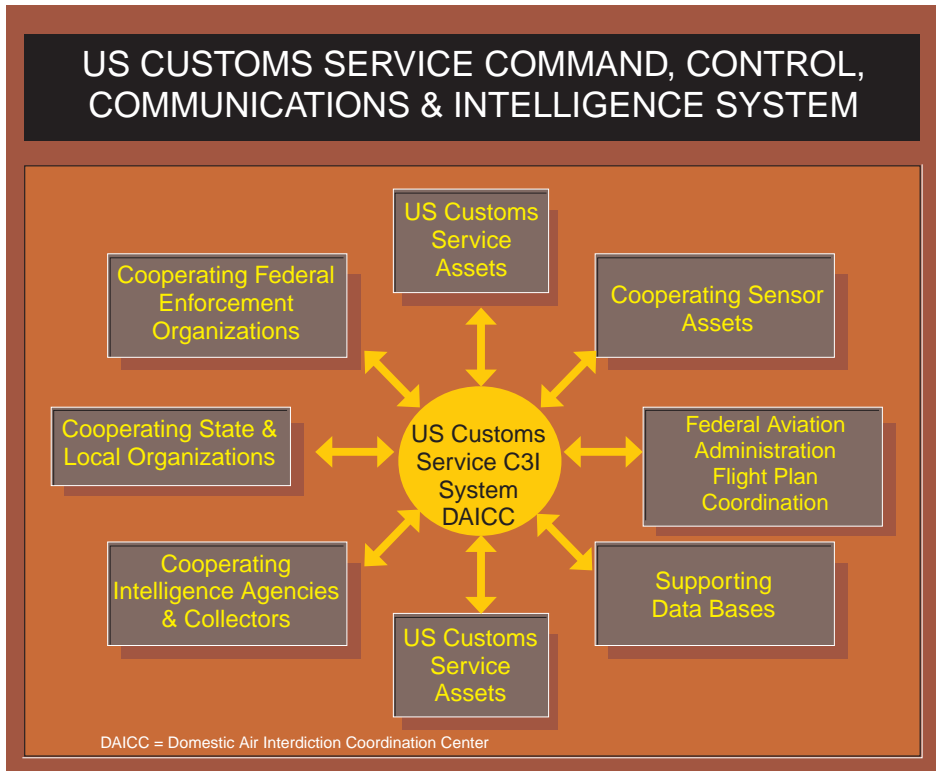 US CUSTOMS SERVICE COMMAND, CONTROL,
COMMUNICATIONS & INTELLIGENCE SYSTEM
US Customs
Service
Assets
Cooperating Federal
Enforcement
Organizations
Cooperating Sensor
Assets
Cooperating State &
Local Organizations
US Customs
Service C3I
System
DAICC
Federal Aviation
Administration
Flight Plan
Coordination
Cooperating
Intelligence Agencies
& Collectors
US Customs
Service
Assets
Supporting
Data Bases
DAICC = Domestic Air Interdiction Coordination Center